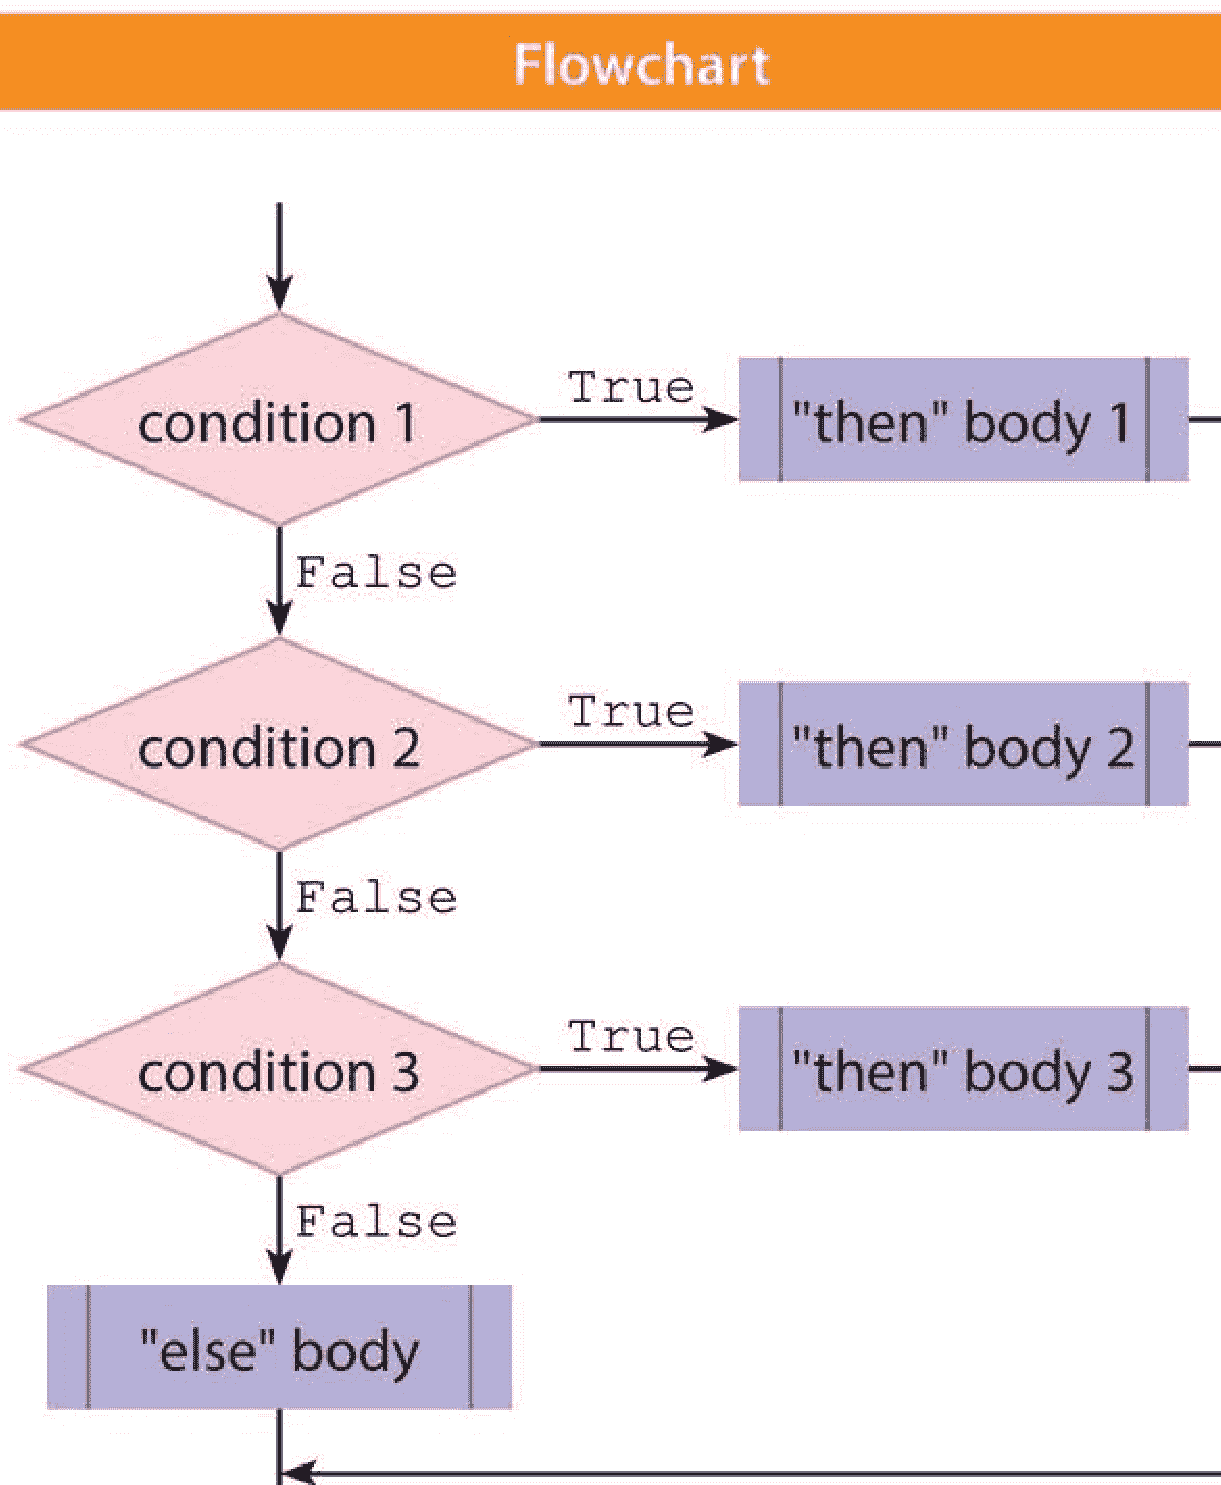 Flowchart
condition 1
True
"then" body 1
False
condition 2
True
"then" body 2
False
condition 3
True
"then" body 3
False
"else" body